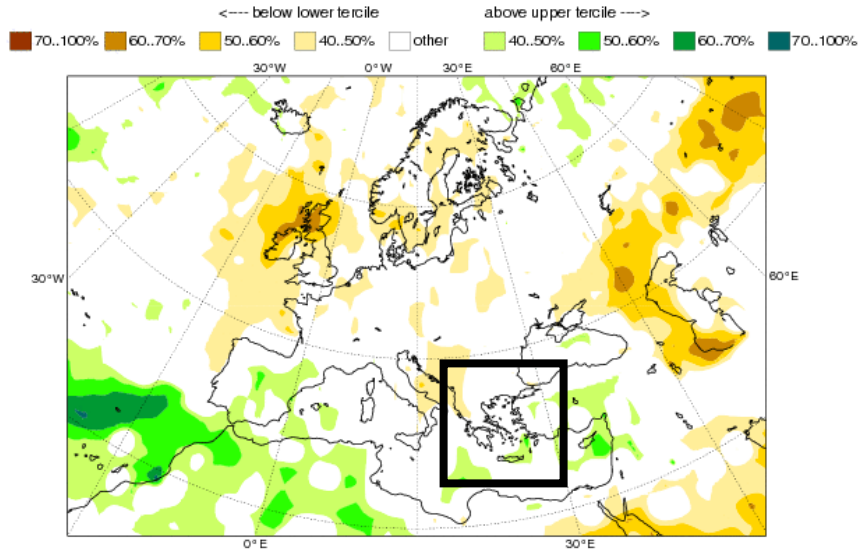 <---- below lower tercile above upper tercile ---->
70..100% 60..70% 50..60% 40..50% other 40..50% 50..60% 60..70% 70..100%
30°W 0°W 30°E 60°E
30°W 60°E
0°E 30°E